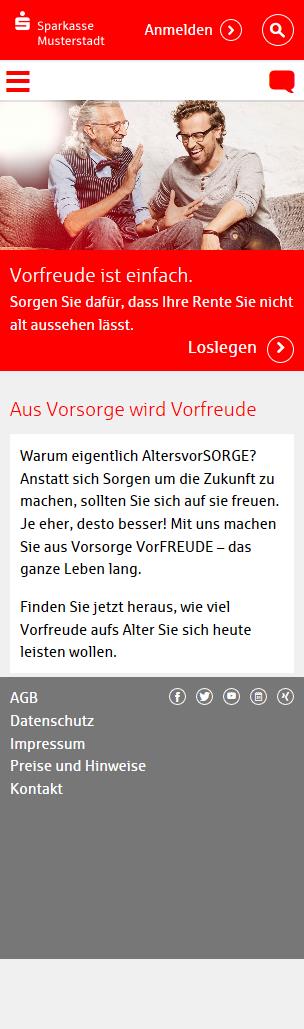 Sparkasse
Musterstadt
Anmelden
Vorfreude ist einfach.
Sorgen Sie dafür, dass Ihre Rente Sie nicht
alt aussehen lässt.
Loslegen
Aus Vorsorge wird Vorfreude
Warum eigentlich AltersvorSORGE?
Anstatt sich Sorgen um die Zukunft zu
machen, sollten Sie sich auf sie freuen.
Je eher, desto besser! Mit uns machen
Sie aus Vorsorge VorFREUDE – das
ganze Leben lang.
Finden Sie jetzt heraus, wie viel
Vorfreude aufs Alter Sie sich heute
leisten wollen.
AGB
Datenschutz
Impressum
Preise und Hinweise
Kontakt